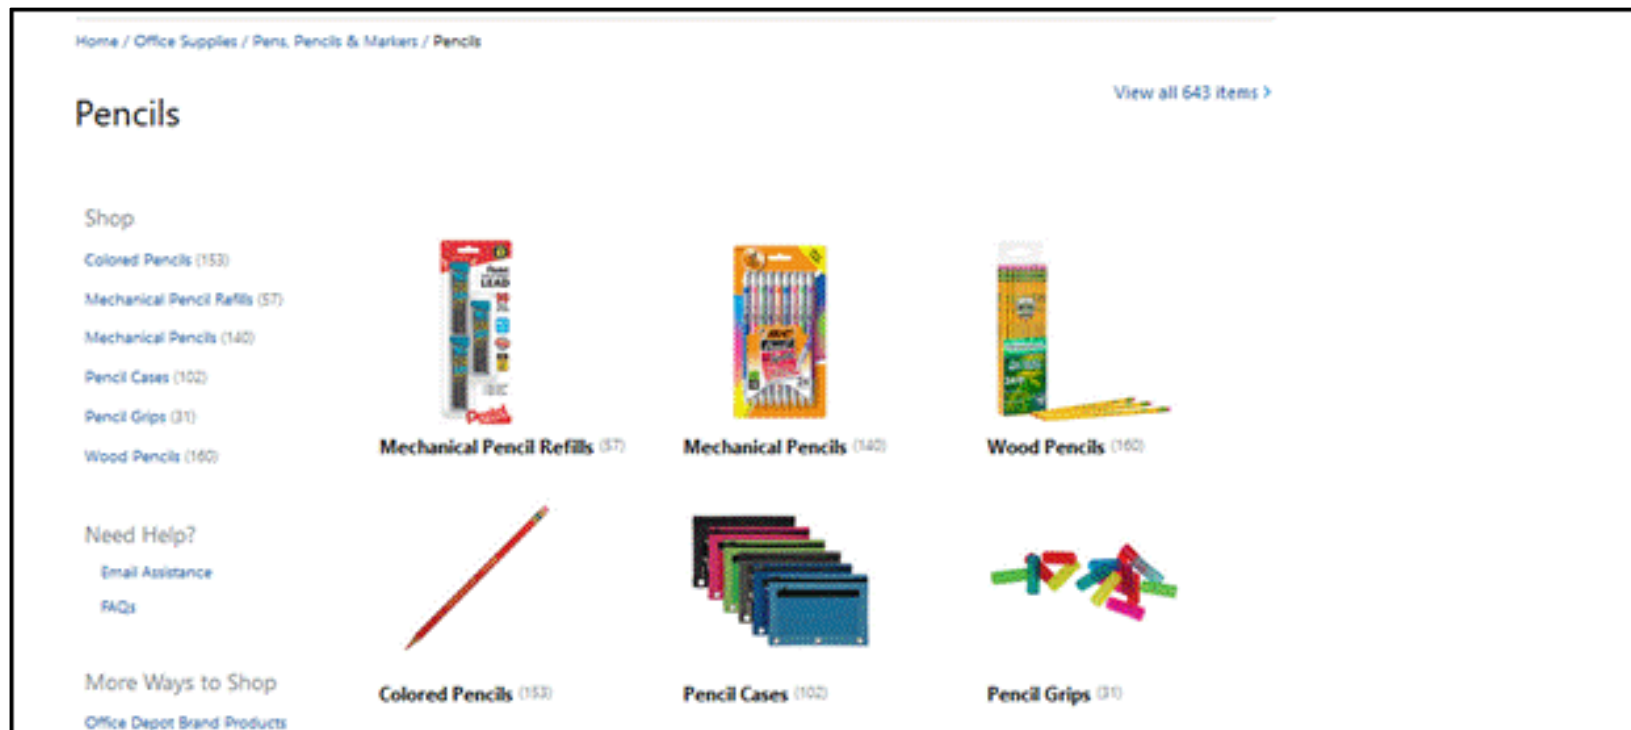 Home / Office Supplies / Pens, Pencils & Markers / Pencils
View all 643 items >
Pencils
Shop
Colored Pencils (153)
Mechanical Pencil Refills (57)
Mechanical Pencils (140)
Pencil Cases (102)
Pencil Grips (31)
Wood Pencils (160)
Need Help?
Email Assistance
FAQs
More Ways to Shop
Office Depot Brand Products
LEAD
Pentel
BIC
Mechanical Pencil Refills (57)
Mechanical Pencils (140)
Wood Pencils (160)
Colored Pencils (153)
Pencil Cases (102)
Pencil Grips (31)